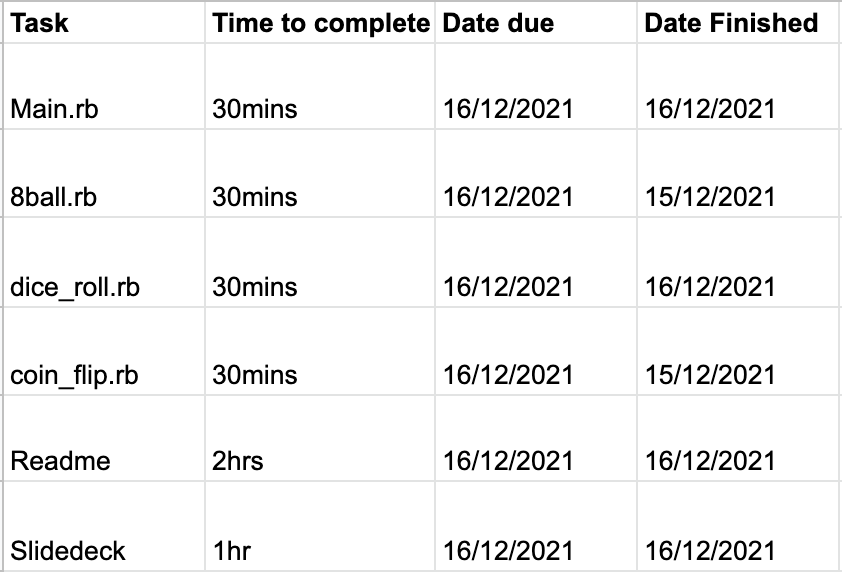 Task Time to complete Date due Date Finished
Main.rb 30mins 16/12/2021 16/12/2021
8ball.rb 30mins 16/12/2021 15/12/2021
dice_roll.rb 30mins 16/12/2021 16/12/2021
coin_flip.rb 30mins 16/12/2021 15/12/2021
Readme 2hrs 16/12/2021 16/12/2021
Slidedeck 1hr 16/12/2021 16/12/2021